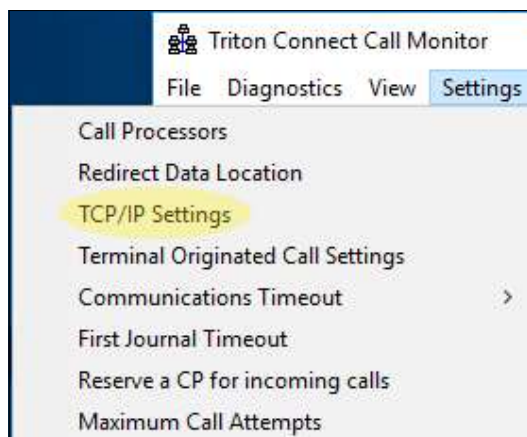 Triton Connect Call Monitor
File Diagnostics View Settings
Call Processors
Redirect Data Location
TCP/IP Settings
Terminal Originated Call Settings
Communications Timeout >
First Journal Timeout
Reserve a CP for incoming calls
Maximum Call Attempts